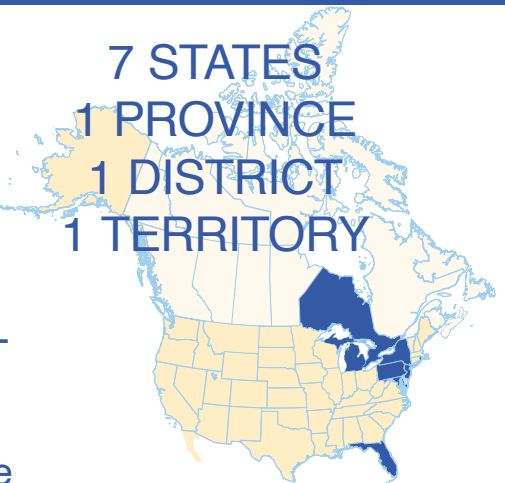 7 STATES
1 PROVINCE
1 DISTRICT
1 TERRITORY
-
e